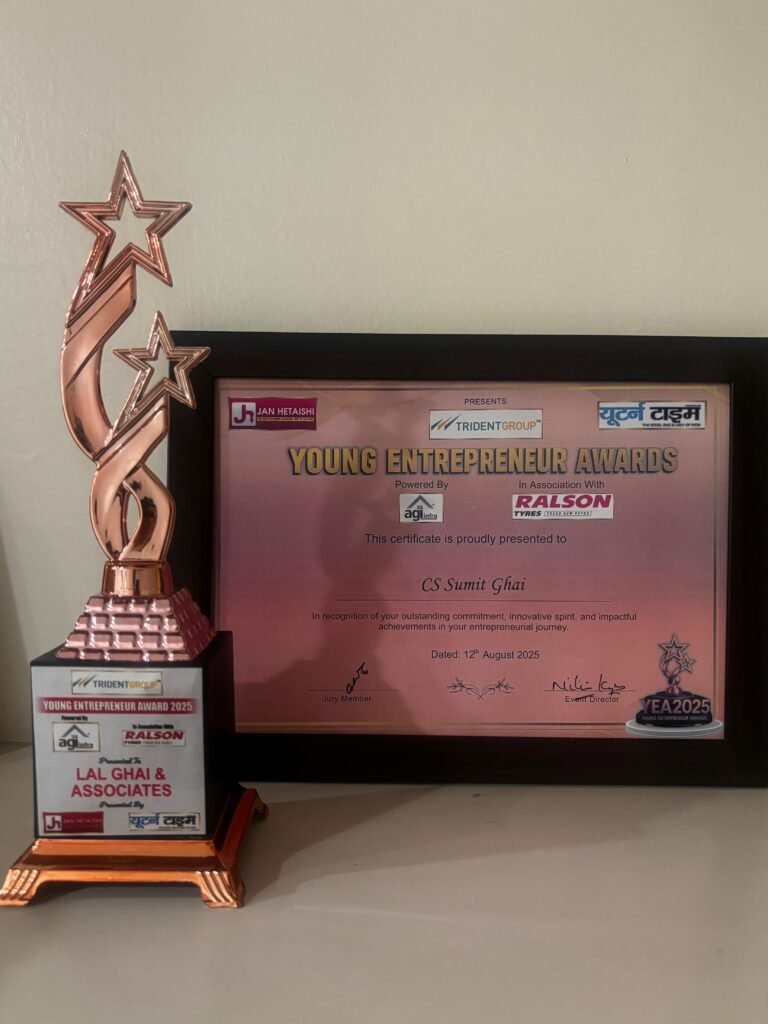 PRESENTS
JAN HETAISHI
TRIDENTGROUP™
यूटर्न टाइम
YOUNG ENTREPRENEUR AWARDS
Powered By
In Association With
agi infra
RALSON
TYRES
This certificate is proudly presented to
CS Sumit Ghai
In recognition of your outstanding commitment, innovative spirit, and impactful
achievements in your entrepreneurial journey.
Dated: 12th August 2025
Jury Member
Event Director
YEA2025
YOUNG ENTREPRENEUR AWARDS
TRIDENTGROUP
YOUNG ENTREPRENEUR AWARD 2025
Powered By
In Association With
agi infra
RALSON
TYRES
Presented To
LAL GHAI &
ASSOCIATES
Presented By
JAN HETAISHI
यूटर्न टाइम